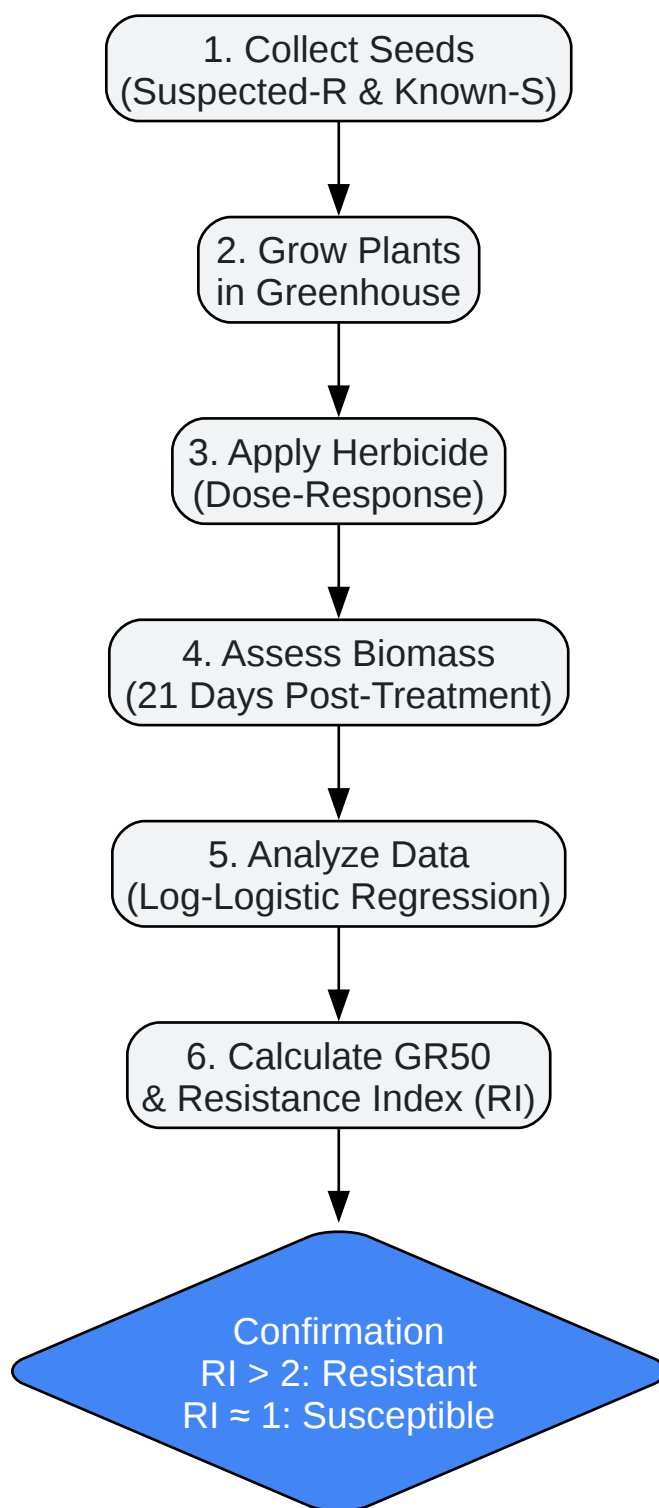 1. Collect Seeds
(Suspected-R & Known-S)
2. Grow Plants
in Greenhouse
3. Apply Herbicide
(Dose-Response)
4. Assess Biomass
(21 Days Post-Treatment)
5. Analyze Data
(Log-Logistic Regression)
6. Calculate GR50
& Resistance Index (RI)
Confirmation
RI > 2: Resistant
RI ≈ 1: Susceptible